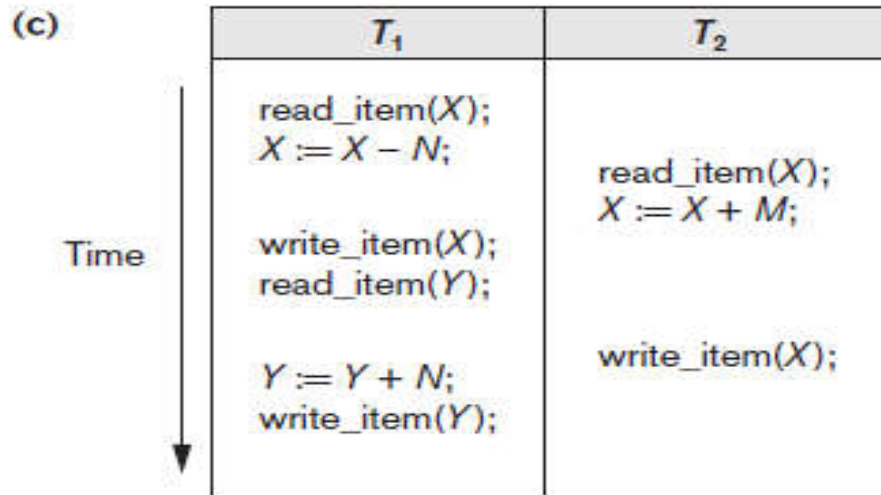 (c)
T₁ T₂
read_item(X);
X := X – N;
read_item(X);
X := X + M;
Time
write_item(X);
read_item(Y);
write_item(X);
Y := Y + N;
write_item(Y);